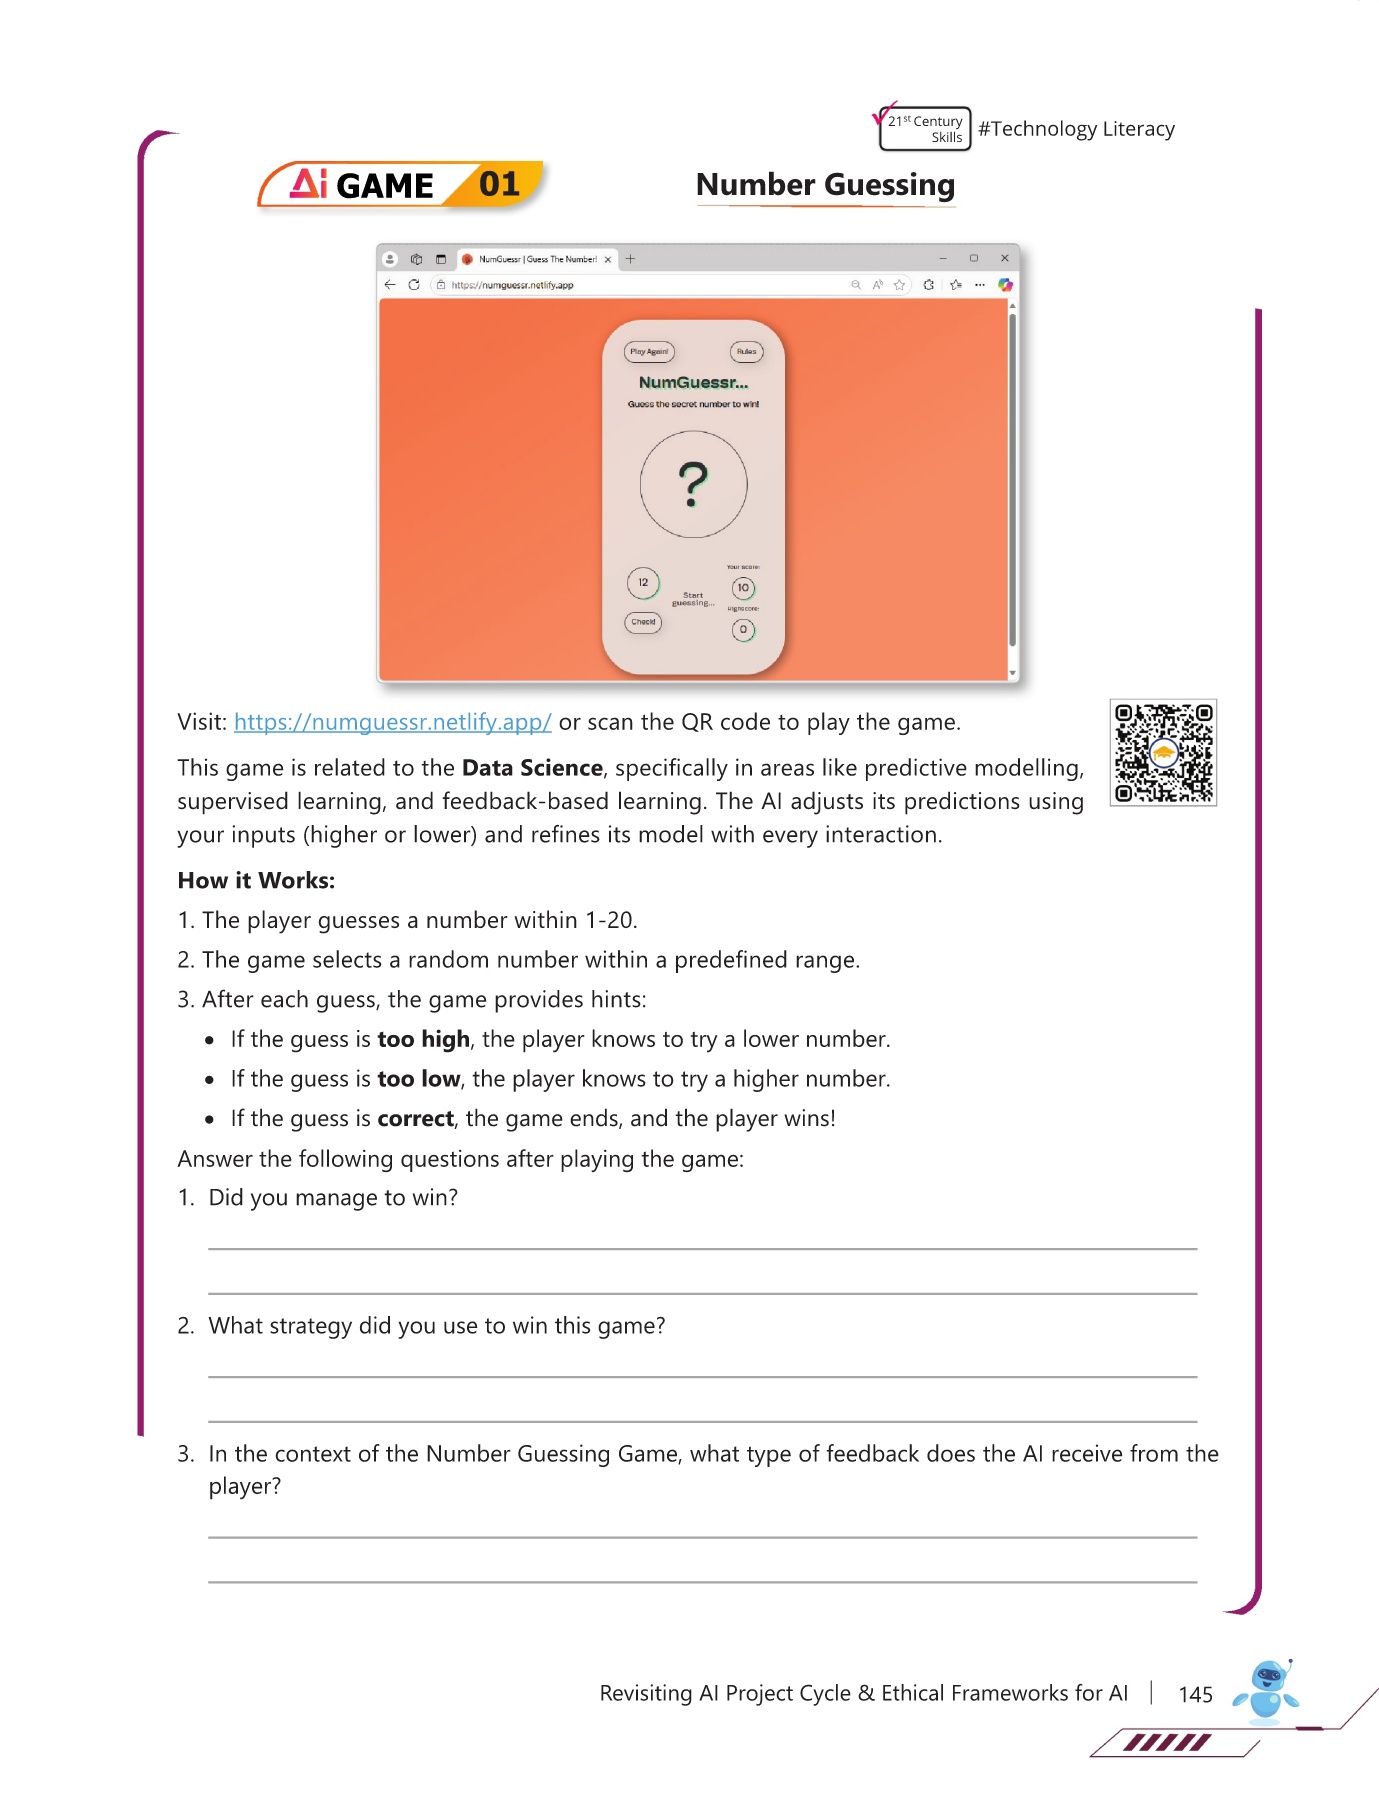 21st Century
Skills
#Technology Literacy
Ai GAME 01
Number Guessing
NumGuessr | Guess The Number!
https://numguessr.netlify.app
Play Again!
Rules
NumGuessr...
Guess the secret number to win!
?
12
Start
guessing...
Your score:
10
Highscore:
Check!
0
Visit: https://numguessr.netlify.app/ or scan the QR code to play the game.
This game is related to the Data Science, specifically in areas like predictive modelling,
supervised learning, and feedback-based learning. The AI adjusts its predictions using
your inputs (higher or lower) and refines its model with every interaction.
How it Works:
1. The player guesses a number within 1-20.
2. The game selects a random number within a predefined range.
3. After each guess, the game provides hints:
• If the guess is too high, the player knows to try a lower number.
• If the guess is too low, the player knows to try a higher number.
• If the guess is correct, the game ends, and the player wins!
Answer the following questions after playing the game:
1. Did you manage to win?
2. What strategy did you use to win this game?
3. In the context of the Number Guessing Game, what type of feedback does the AI receive from the
player?
Revisiting AI Project Cycle & Ethical Frameworks for AI | 145